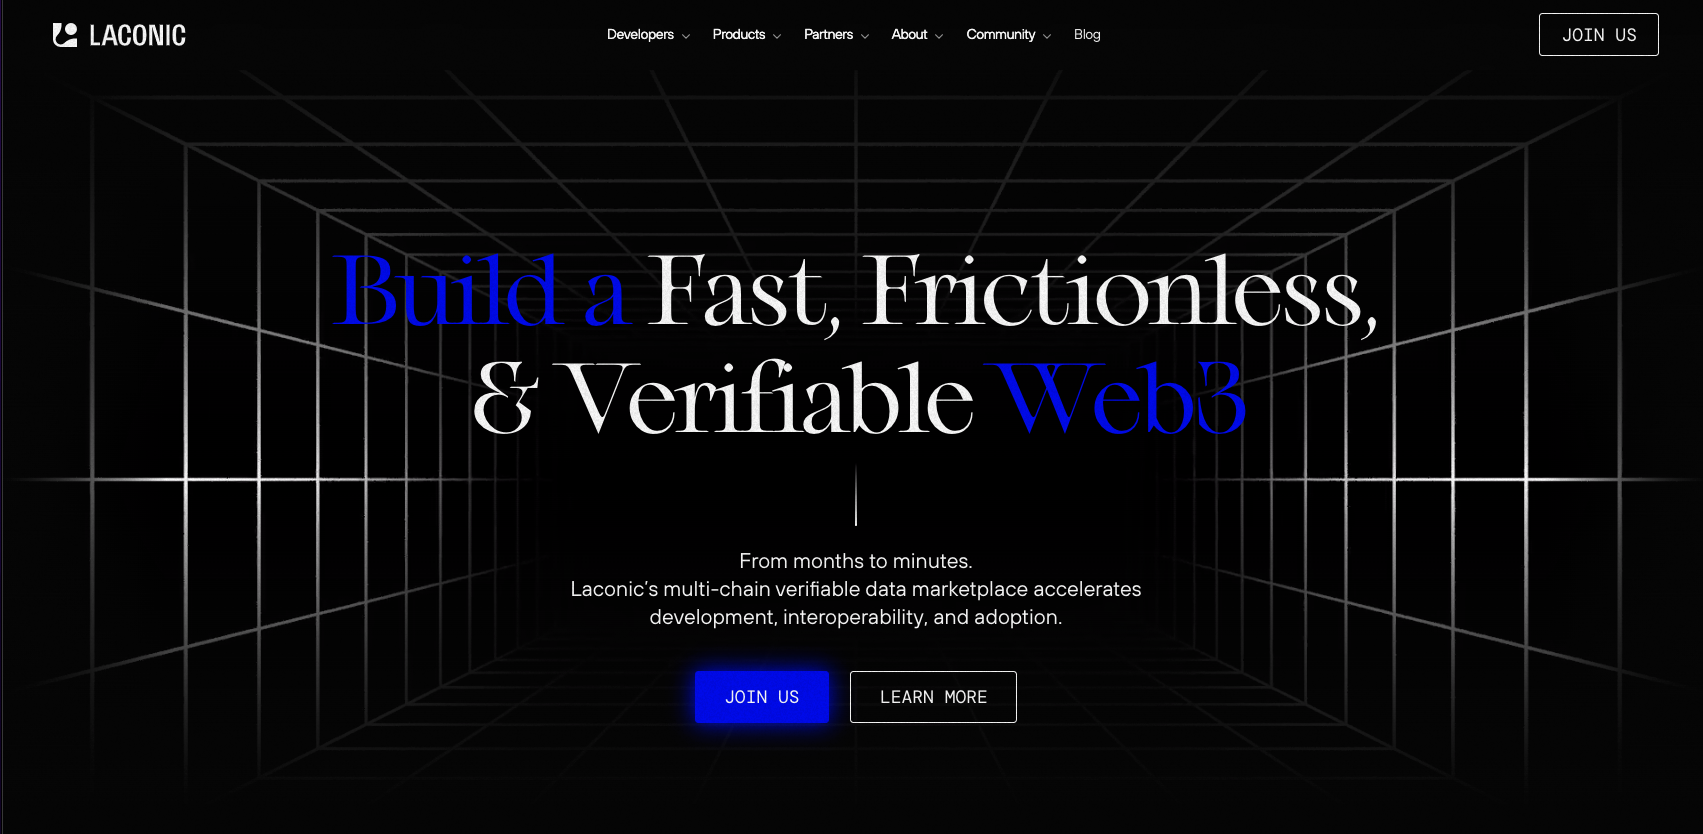 LACONIC
Developers Products Partners About Community Blog
JOIN US
Build a Fast, Frictionless,
& Verifiable Web3
From months to minutes.
Laconic’s multi-chain verifiable data marketplace accelerates
development, interoperability, and adoption.
JOIN US LEARN MORE